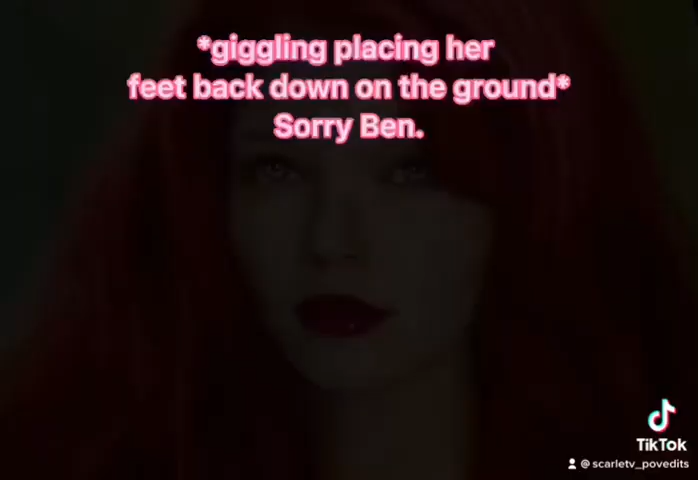 *giggling placing her
feet back down on the ground*
Sorry Ben.
TikTok
@scarletv_povedits